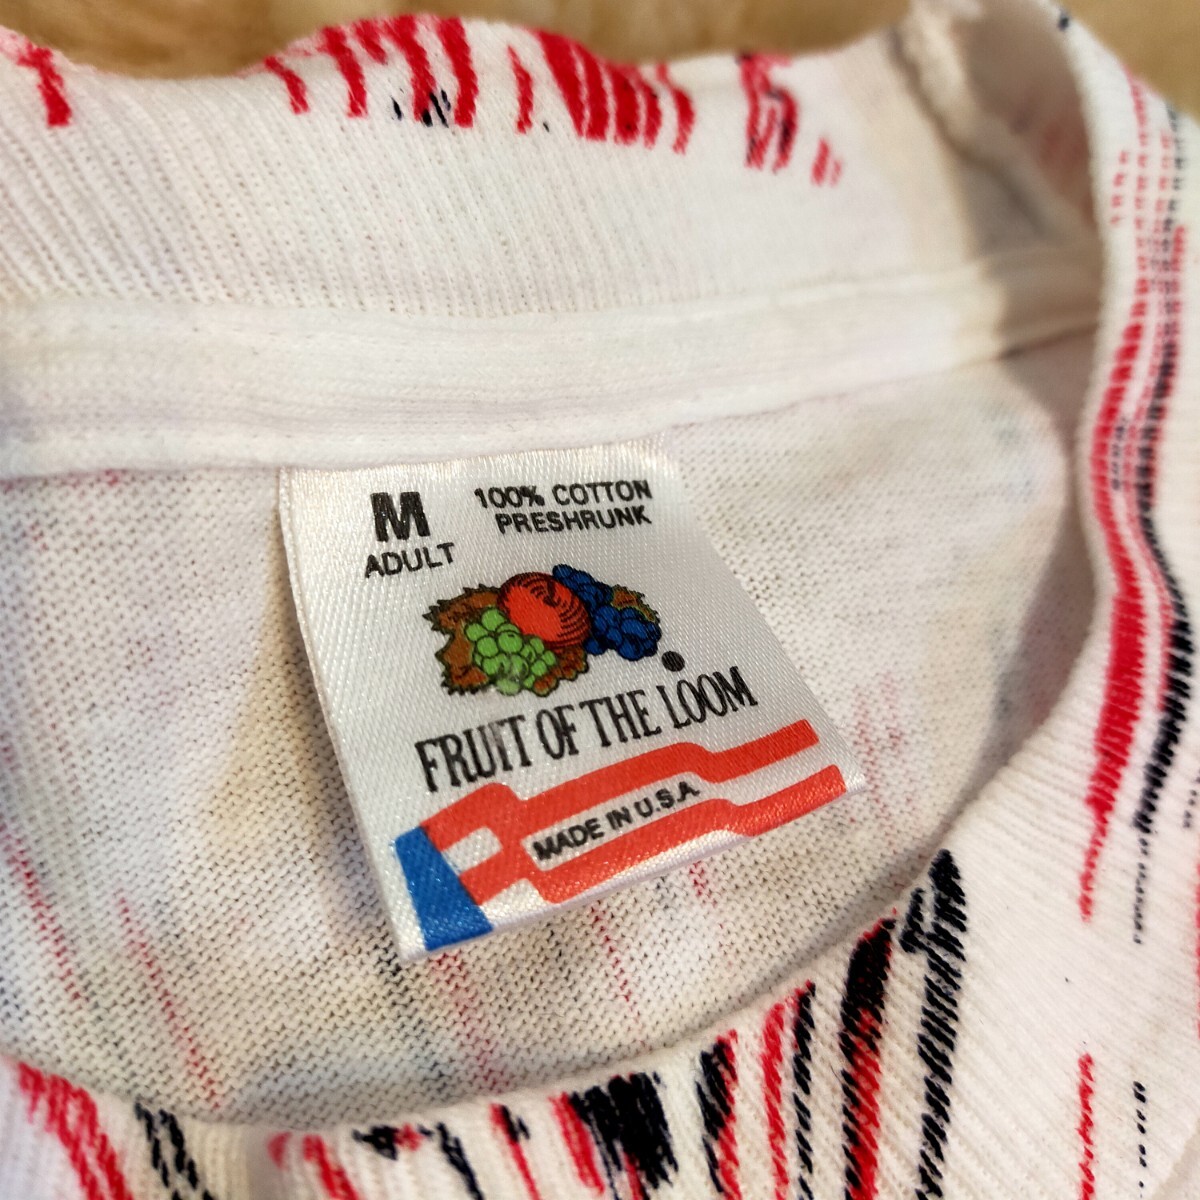 M
ADULT
100% COTTON
PRESHRUNK
FRUIT OF THE LOOM
MADE IN U.S.A.